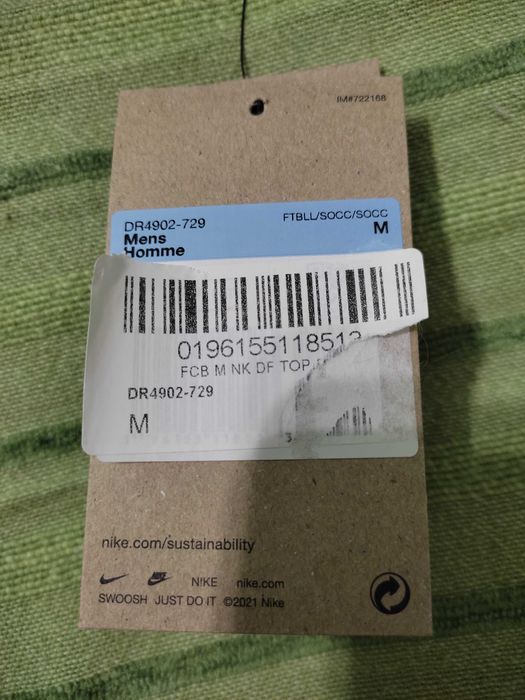 IM#722168
DR4902-729 FTBLL/SOCC/SOCC
Mens M
Homme
019615511851
FCB M NK DF TOP
DR4902-729
M
nike.com/sustainability
NIKE nike.com
SWOOSH JUST DO IT ©2021 Nike